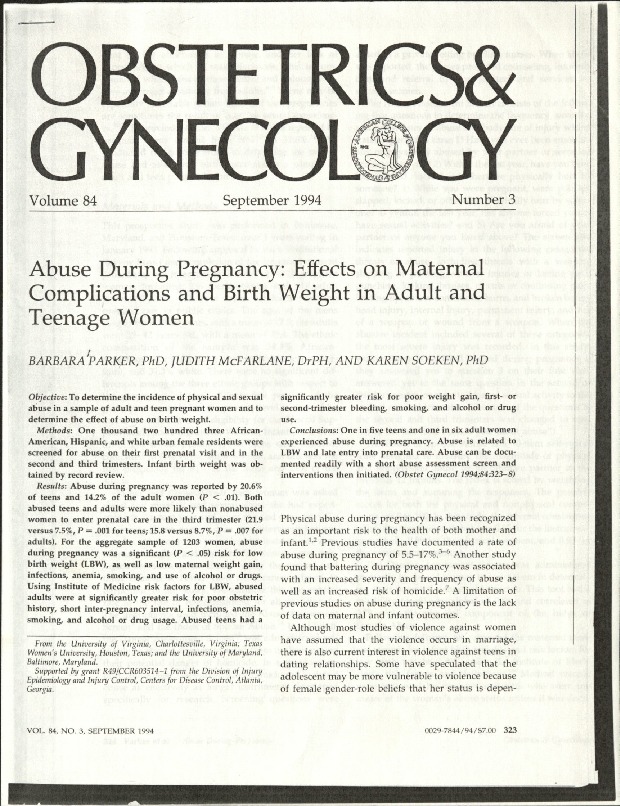 OBSTETRICS&
GYNECOLOGY
Volume 84 September 1994 Number 3
Abuse During Pregnancy: Effects on Maternal
Complications and Birth Weight in Adult and
Teenage Women
BARBARA PARKER, PhD, JUDITH McFARLANE, DrPH, AND KAREN SOEKEN, PhD
Objective: To determine the incidence of physical and sexual
abuse in a sample of adult and teen pregnant women and to
determine the effect of abuse on birth weight.
Methods: One thousand two hundred three African-
American, Hispanic, and white urban female residents were
screened for abuse on their first prenatal visit and in the
second and third trimesters. Infant birth weight was ob-
tained by record review.
Results: Abuse during pregnancy was reported by 20.6%
of teens and 14.2% of the adult women (P < .01). Both
abused teens and adults were more likely than nonabused
women to enter prenatal care in the third trimester (21.9
versus 7.5%, P = .001 for teens; 15.8 versus 8.7%, P = .007 for
adults). For the aggregate sample of 1203 women, abuse
during pregnancy was a significant (P < .05) risk for low
birth weight (LBW), as well as low maternal weight gain,
infections, anemia, smoking, and use of alcohol or drugs.
Using Institute of Medicine risk factors for LBW, abused
adults were at significantly greater risk for poor obstetric
history, short inter-pregnancy interval, infections, anemia,
smoking, and alcohol or drug usage. Abused teens had a
From the University of Virginia, Charlottesville, Virginia; Texas
Women's University, Houston, Texas; and the University of Maryland,
Baltimore, Maryland.
Supported by grant R49/CCR603514-1 from the Division of Injury
Epidemiology and Injury Control, Centers for Disease Control, Atlanta,
Georgia.
significantly greater risk for poor weight gain, first- or
second-trimester bleeding, smoking, and alcohol or drug
use.
Conclusions: One in five teens and one in six adult women
experienced abuse during pregnancy. Abuse is related to
LBW and late entry into prenatal care. Abuse can be docu-
mented readily with a short abuse assessment screen and
interventions then initiated. (Obstet Gynecol 1994;84:323–8)
Physical abuse during pregnancy has been recognized
as an important risk to the health of both mother and
infant.1,2 Previous studies have documented a rate of
abuse during pregnancy of 5.5–17%.3–6 Another study
found that battering during pregnancy was associated
with an increased severity and frequency of abuse as
well as an increased risk of homicide.7 A limitation of
previous studies on abuse during pregnancy is the lack
of data on maternal and infant outcomes.
Although most studies of violence against women
have assumed that the violence occurs in marriage,
there is also current interest in violence against teens in
dating relationships. Some have speculated that the
adolescent may be more vulnerable to violence because
of female gender-role beliefs that her status is depen-
VOL. 84, NO. 3, SEPTEMBER 1994 0029-7844/94/$7.00 323